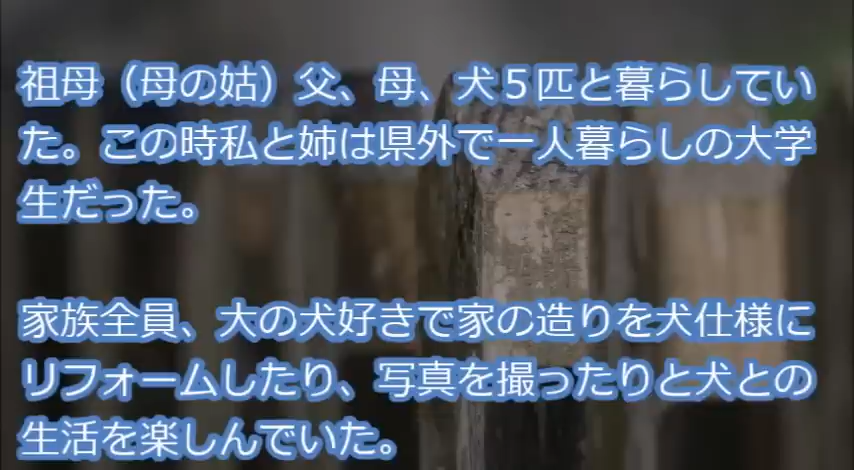 祖母（母の姑）父、母、犬５匹と暮らしてい
た。この時私と姉は県外で一人暮らしの大学
生だった。
家族全員、大の犬好きで家の造りを犬仕様に
リフォームしたり、写真を撮ったりと犬との
生活を楽しんでいた。